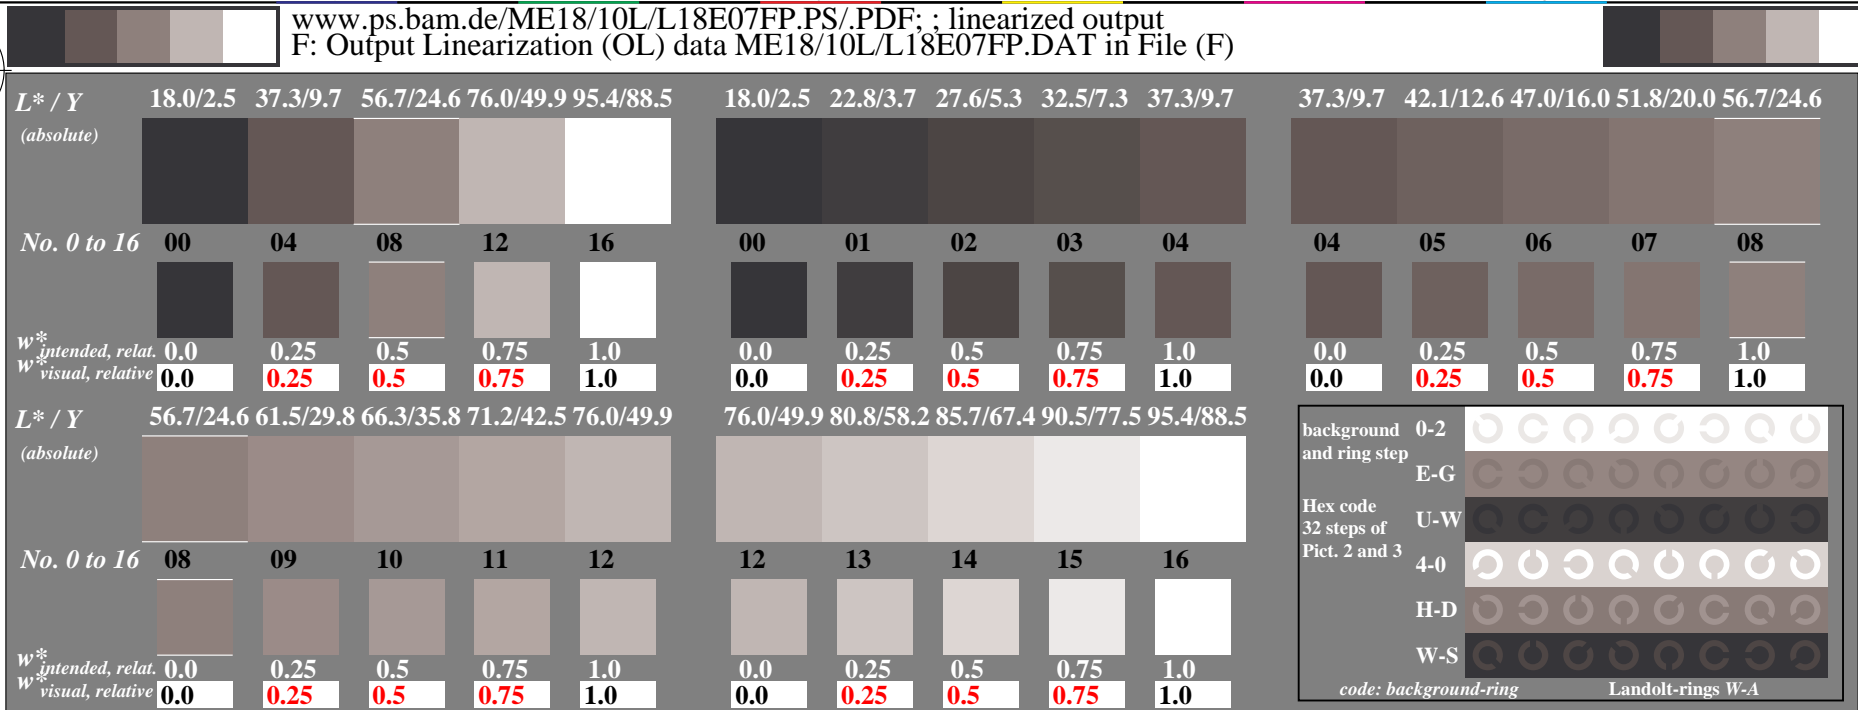 www.ps.bam.de/ME18/10L/L18E07FP.PS/.PDF; ; linearized output
F: Output Linearization (OL) data ME18/10L/L18E07FP.DAT in File (F)
L* / Y 18.0/2.5 37.3/9.7 56.7/24.6 76.0/49.9 95.4/88.5 18.0/2.5 22.8/3.7 27.6/5.3 32.5/7.3 37.3/9.7 37.3/9.7 42.1/12.6 47.0/16.0 51.8/20.0 56.7/24.6
(absolute)
No. 0 to 16 00 04 08 12 16 00 01 02 03 04 04 05 06 07 08
w* intended, relat. 0.0 0.25 0.5 0.75 1.0 0.0 0.25 0.5 0.75 1.0 0.0 0.25 0.5 0.75 1.0
w* visual, relative 0.0 0.25 0.5 0.75 1.0 0.0 0.25 0.5 0.75 1.0 0.0 0.25 0.5 0.75 1.0
L* / Y 56.7/24.6 61.5/29.8 66.3/35.8 71.2/42.5 76.0/49.9 76.0/49.9 80.8/58.2 85.7/67.4 90.5/77.5 95.4/88.5
(absolute)
No. 0 to 16 08 09 10 11 12 12 13 14 15 16
w* intended, relat. 0.0 0.25 0.5 0.75 1.0 0.0 0.25 0.5 0.75 1.0
w* visual, relative 0.0 0.25 0.5 0.75 1.0 0.0 0.25 0.5 0.75 1.0
background 0-2
and ring step
E-G
Hex code
U-W
32 steps of
Pict. 2 and 3
4-0
H-D
W-S
code: background-ring Landolt-rings W-A